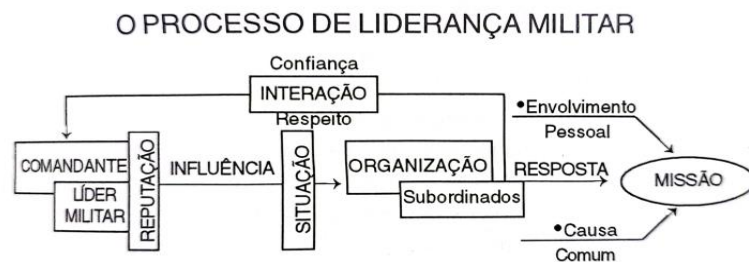 O PROCESSO DE LIDERANÇA MILITAR
Confiança
INTERAÇÃO
Respeito
COMANDANTE
LÍDER
MILITAR
REPUTAÇÃO
INFLUÊNCIA
SITUAÇÃO
ORGANIZAÇÃO
Subordinados
RESPOSTA
•Envolvimento
Pessoal
MISSÃO
•Causa
Comum